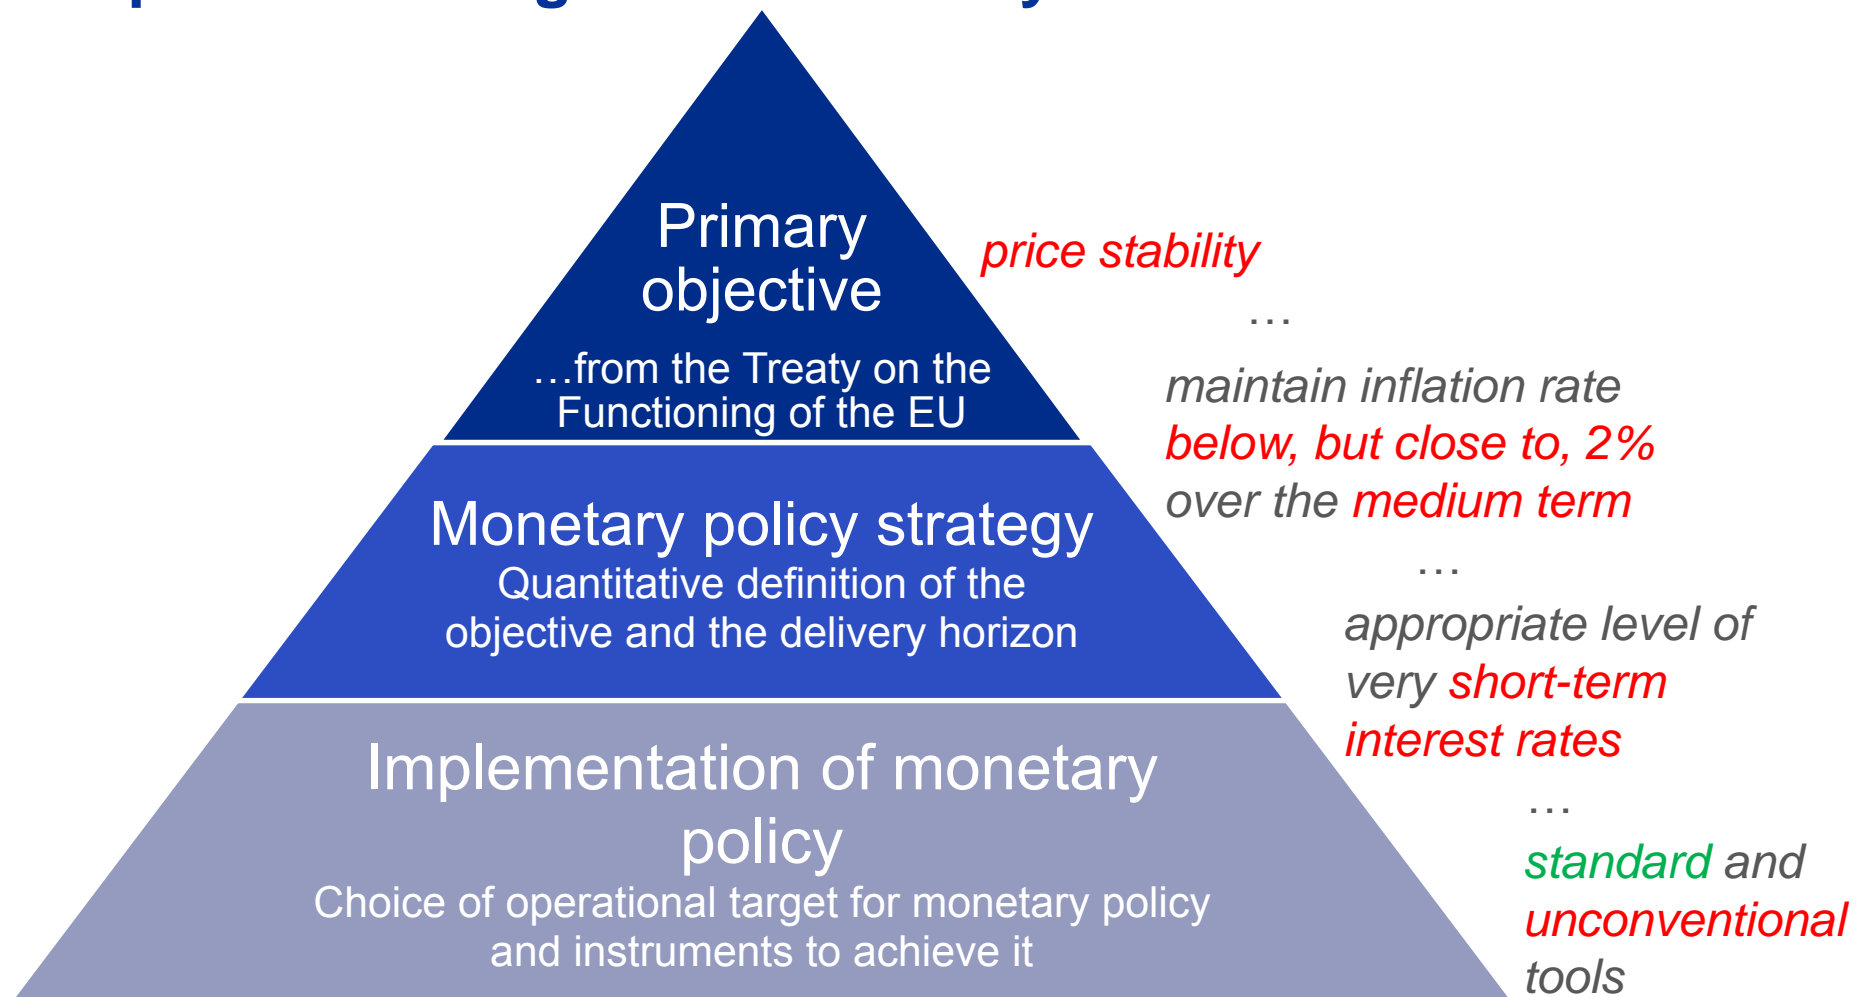 Primary
objective
…from the Treaty on the
Functioning of the EU
price stability
…
maintain inflation rate
below, but close to, 2%
over the medium term
Monetary policy strategy
Quantitative definition of the
objective and the delivery horizon
…
appropriate level of
very short-term
interest rates
Implementation of monetary
policy
Choice of operational target for monetary policy
and instruments to achieve it
…
standard and
unconventional
tools